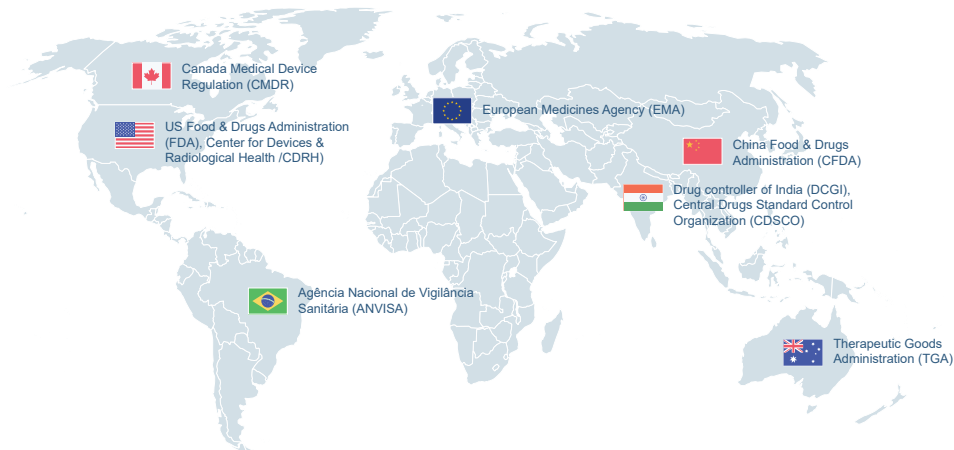 Canada Medical Device
Regulation (CMDR)
US Food & Drugs Administration
(FDA), Center for Devices &
Radiological Health /CDRH)
European Medicines Agency (EMA)
China Food & Drugs
Administration (CFDA)
Drug controller of India (DCGI),
Central Drugs Standard Control
Organization (CDSCO)
Agência Nacional de Vigilância
Sanitária (ANVISA)
Therapeutic Goods
Administration (TGA)